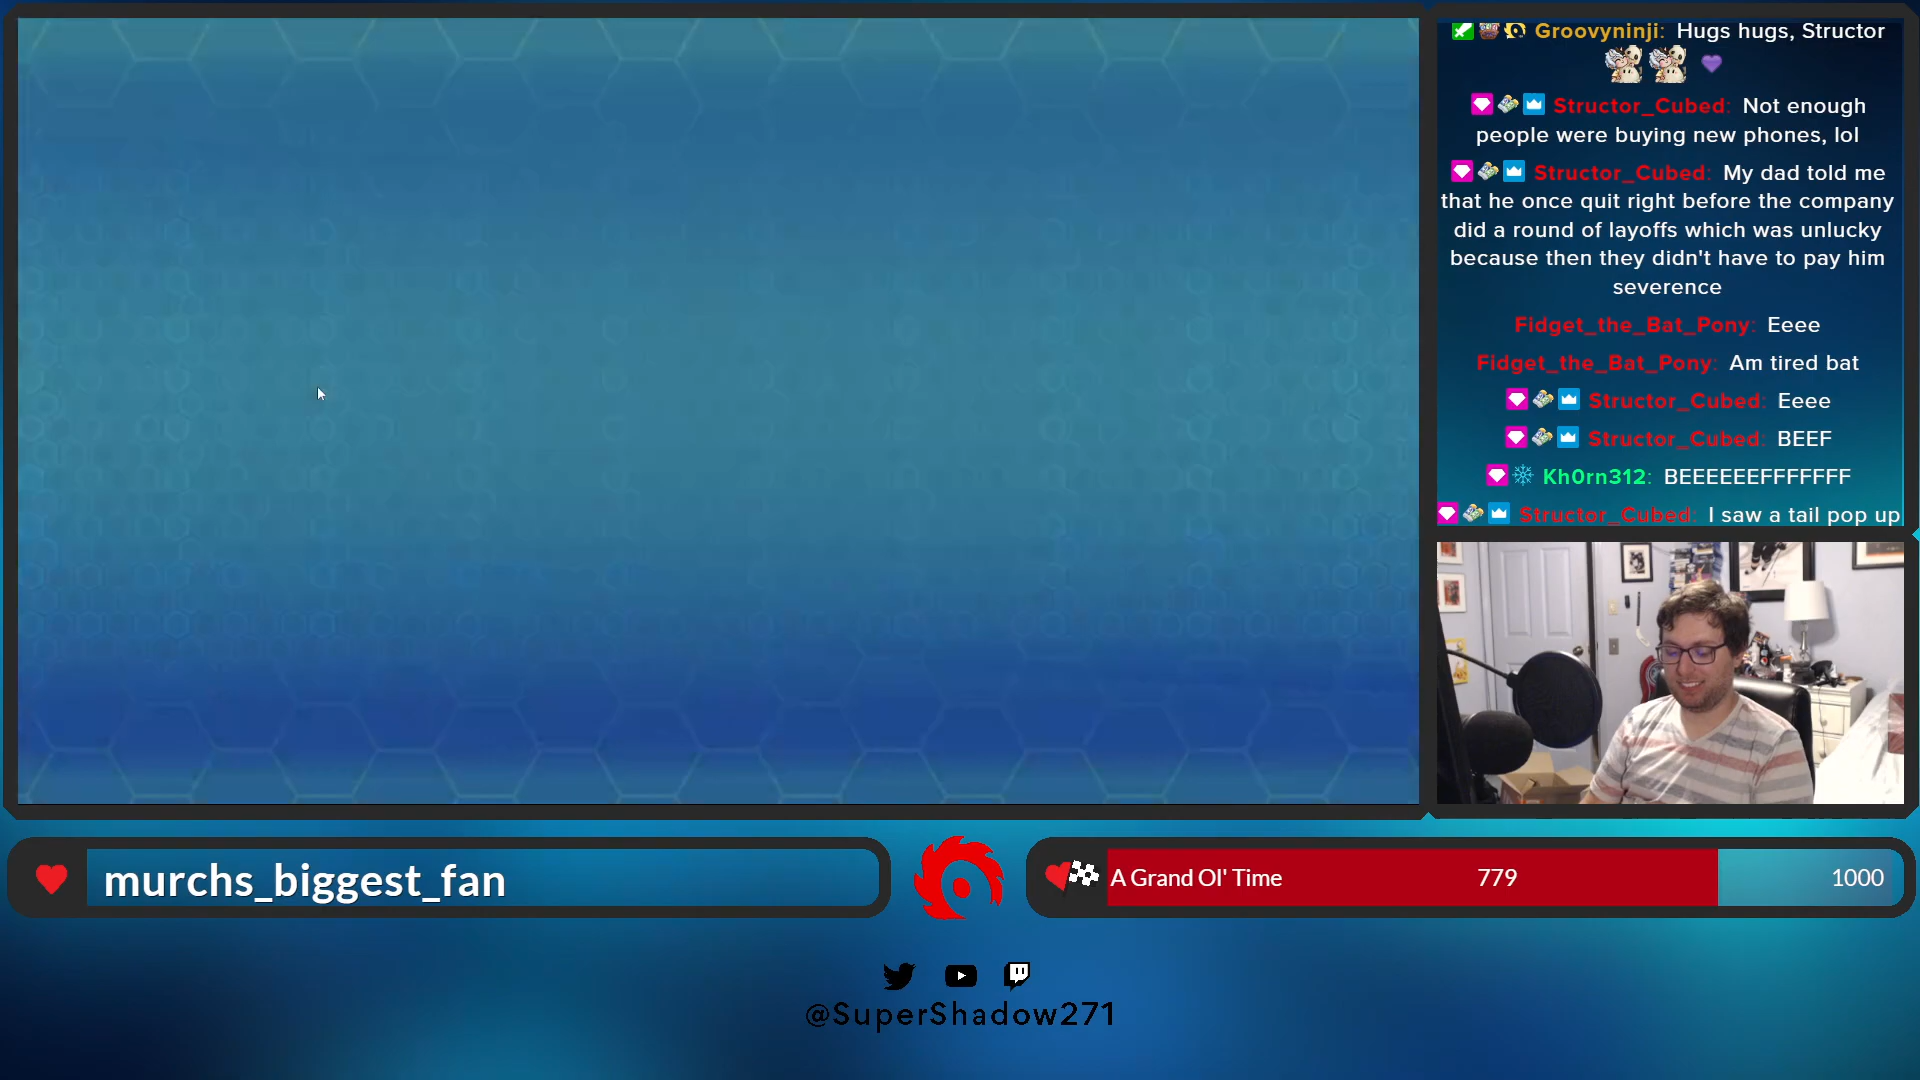 Groovyninji: Hugs hugs, Structor
Structor_Cubed: Not enough
people were buying new phones, lol
Structor_Cubed: My dad told me
that he once quit right before the company
did a round of layoffs which was unlucky
because then they didn't have to pay him
severence
Fidget_the_Bat_Pony: Eeee
Fidget_the_Bat_Pony: Am tired bat
Structor_Cubed: Eeee
Structor_Cubed: BEEF
Kh0rn312: BEEEEEEFFFFFFF
Structor_Cubed: I saw a tail pop up
murchs_biggest_fan
A Grand Ol' Time 779 1000
@SuperShadow271